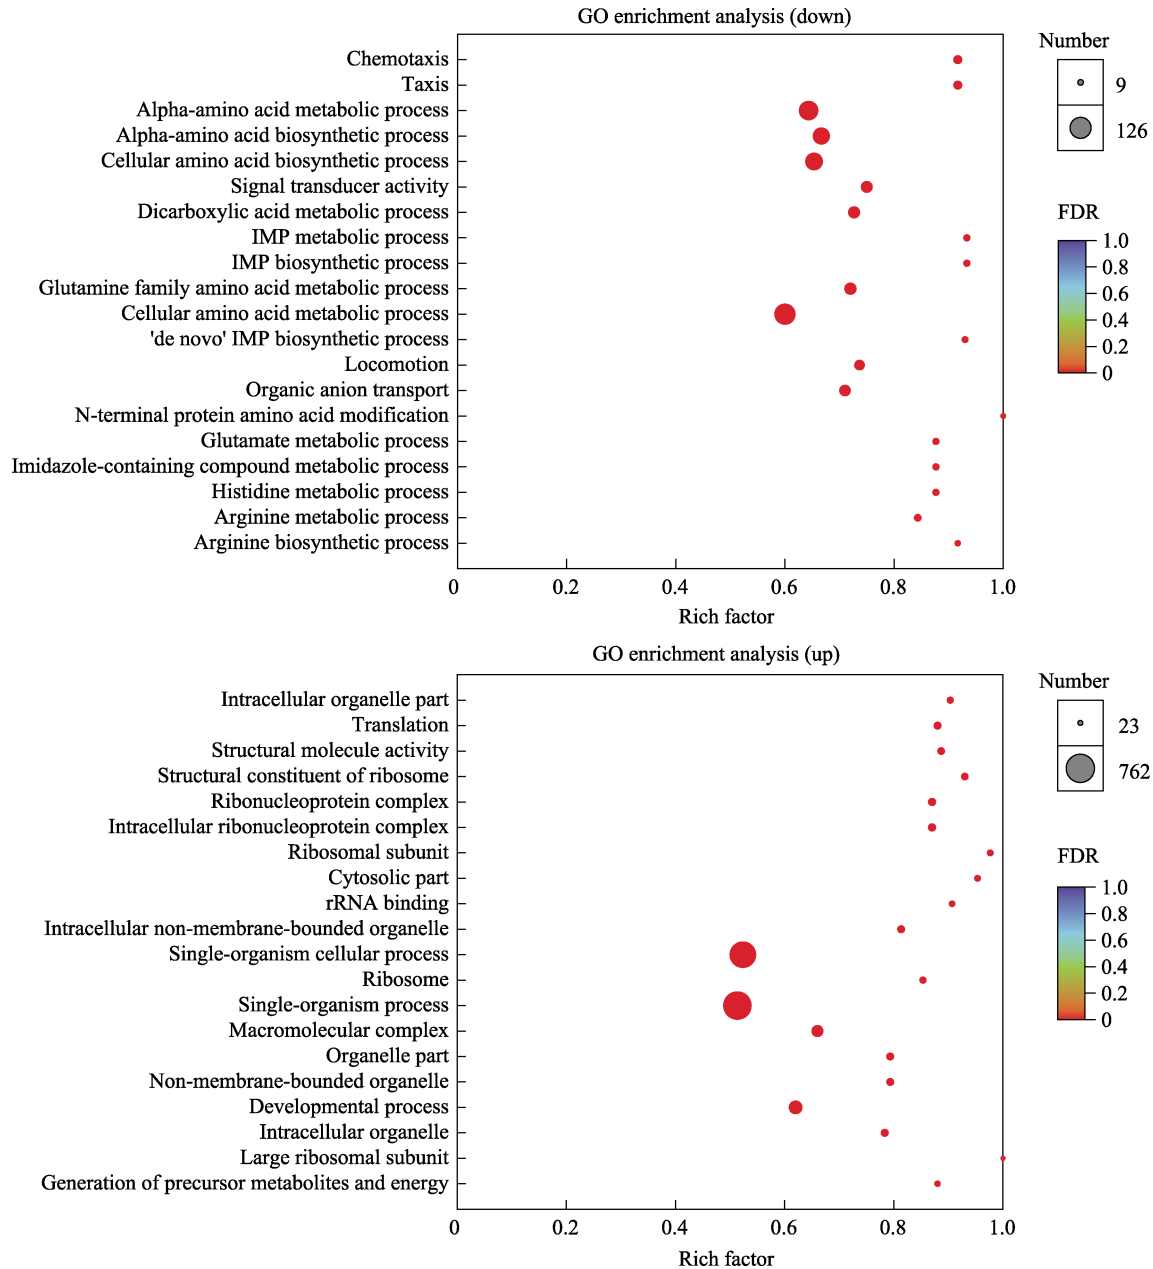 GO enrichment analysis (down)
Chemotaxis
Taxis
Alpha-amino acid metabolic process
Alpha-amino acid biosynthetic process
Cellular amino acid biosynthetic process
Signal transducer activity
Dicarboxylic acid metabolic process
IMP metabolic process
IMP biosynthetic process
Glutamine family amino acid metabolic process
Cellular amino acid metabolic process
'de novo' IMP biosynthetic process
Locomotion
Organic anion transport
N-terminal protein amino acid modification
Glutamate metabolic process
Imidazole-containing compound metabolic process
Histidine metabolic process
Arginine metabolic process
Arginine biosynthetic process
0 0.2 0.4 0.6 0.8 1.0
Rich factor
Number
9
126
FDR
1.0
0.8
0.6
0.4
0.2
0
GO enrichment analysis (up)
Intracellular organelle part
Translation
Structural molecule activity
Structural constituent of ribosome
Ribonucleoprotein complex
Intracellular ribonucleoprotein complex
Ribosomal subunit
Cytosolic part
rRNA binding
Intracellular non-membrane-bounded organelle
Single-organism cellular process
Ribosome
Single-organism process
Macromolecular complex
Organelle part
Non-membrane-bounded organelle
Developmental process
Intracellular organelle
Large ribosomal subunit
Generation of precursor metabolites and energy
0 0.2 0.4 0.6 0.8 1.0
Rich factor
Number
23
762
FDR
1.0
0.8
0.6
0.4
0.2
0